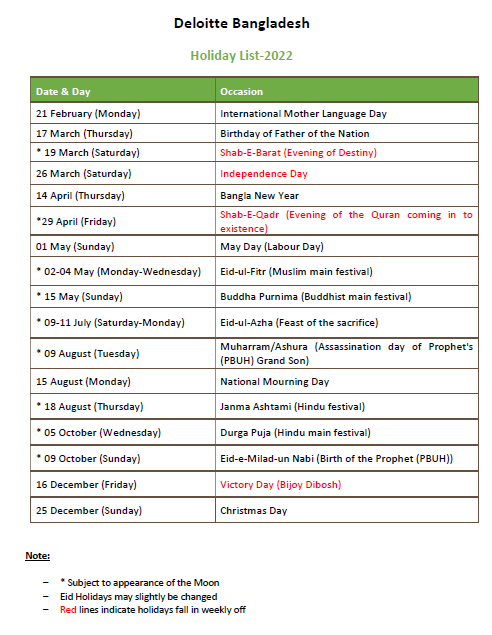 Deloitte Bangladesh
Holiday List-2022
Date & Day Occasion
21 February (Monday) International Mother Language Day
17 March (Thursday) Birthday of Father of the Nation
* 19 March (Saturday) Shab-E-Barat (Evening of Destiny)
26 March (Saturday) Independence Day
14 April (Thursday) Bangla New Year
*29 April (Friday) Shab-E-Qadr (Evening of the Quran coming in to
existence)
01 May (Sunday) May Day (Labour Day)
* 02-04 May (Monday-Wednesday) Eid-ul-Fitr (Muslim main festival)
* 15 May (Sunday) Buddha Purnima (Buddhist main festival)
* 09-11 July (Saturday-Monday) Eid-ul-Azha (Feast of the sacrifice)
* 09 August (Tuesday) Muharram/Ashura (Assassination day of Prophet's
(PBUH) Grand Son)
15 August (Monday) National Mourning Day
* 18 August (Thursday) Janma Ashtami (Hindu festival)
* 05 October (Wednesday) Durga Puja (Hindu main festival)
* 09 October (Sunday) Eid-e-Milad-un Nabi (Birth of the Prophet (PBUH))
16 December (Friday) Victory Day (Bijoy Dibosh)
25 December (Sunday) Christmas Day
Note:
– * Subject to appearance of the Moon
– Eid Holidays may slightly be changed
– Red lines indicate holidays fall in weekly off